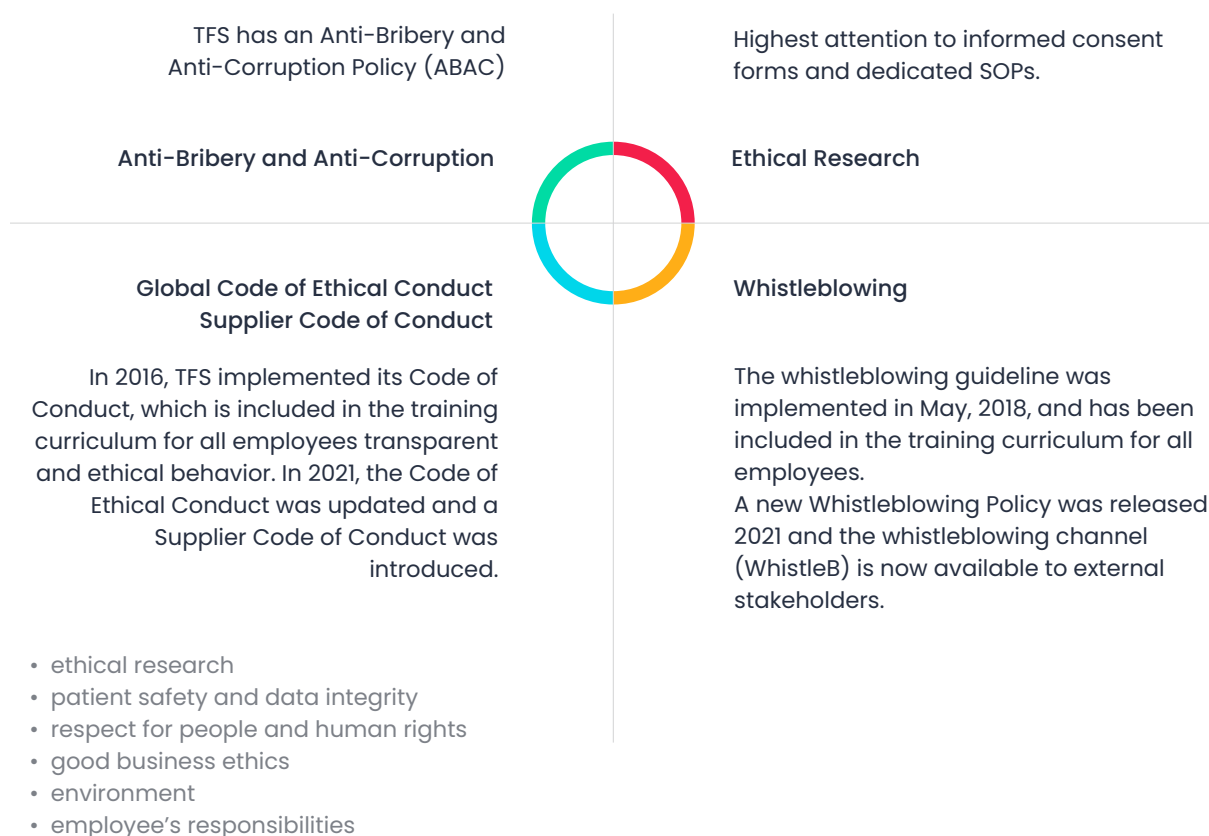 TFS has an Anti-Bribery and
Anti-Corruption Policy (ABAC)
Anti-Bribery and Anti-Corruption
Highest attention to informed consent
forms and dedicated SOPs.
Ethical Research
Global Code of Ethical Conduct
Supplier Code of Conduct
In 2016, TFS implemented its Code of
Conduct, which is included in the training
curriculum for all employees transparent
and ethical behavior. In 2021, the Code of
Ethical Conduct was updated and a
Supplier Code of Conduct was
introduced.
• ethical research
• patient safety and data integrity
• respect for people and human rights
• good business ethics
• environment
• employee's responsibilities
Whistleblowing
The whistleblowing guideline was
implemented in May, 2018, and has been
included in the training curriculum for all
employees.
A new Whistleblowing Policy was released
2021 and the whistleblowing channel
(WhistleB) is now available to external
stakeholders.